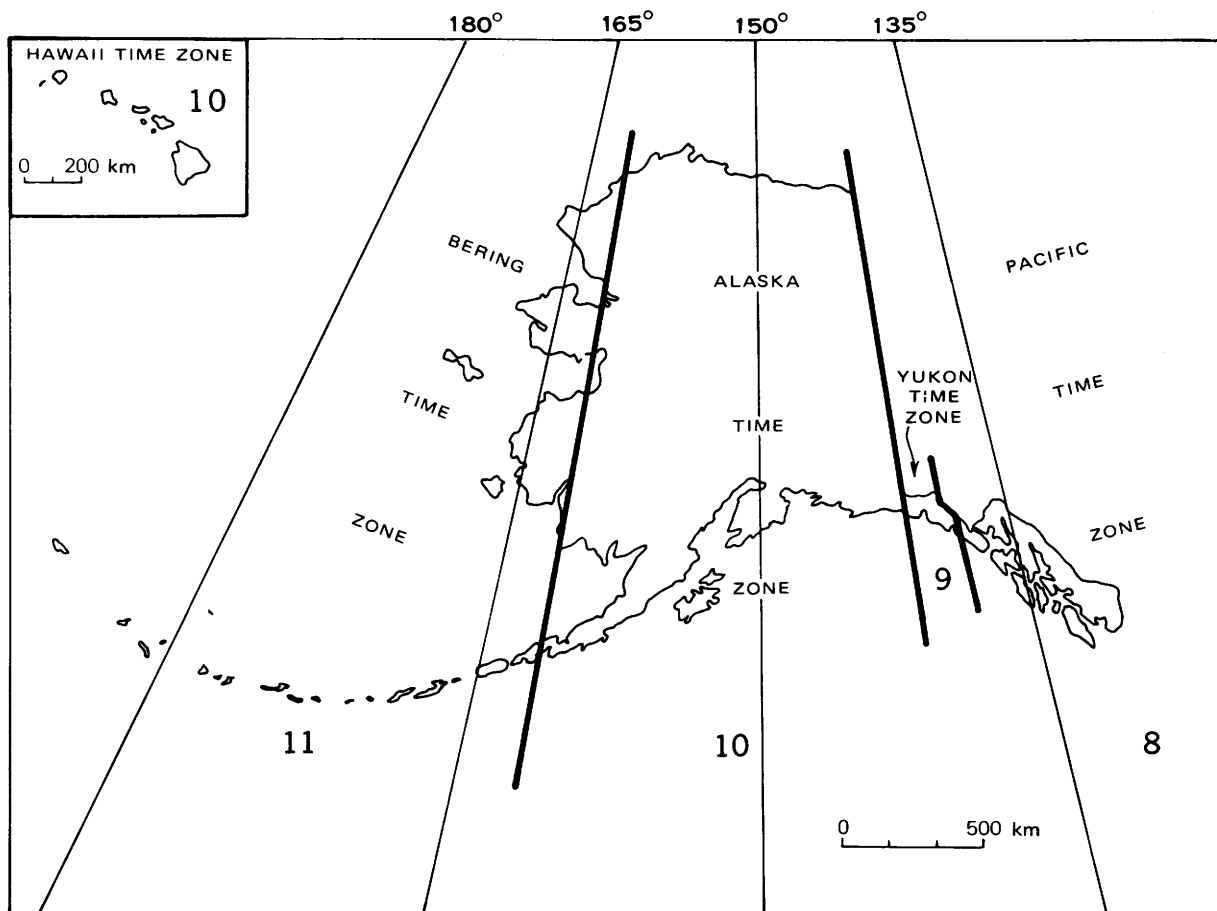 180° 165° 150° 135°
HAWAII TIME ZONE
10
0 200 km
BERING
TIME
ZONE
ALASKA
TIME
ZONE
PACIFIC
TIME
ZONE
YUKON
TIME
ZONE
9
11
10
8
0 500 km